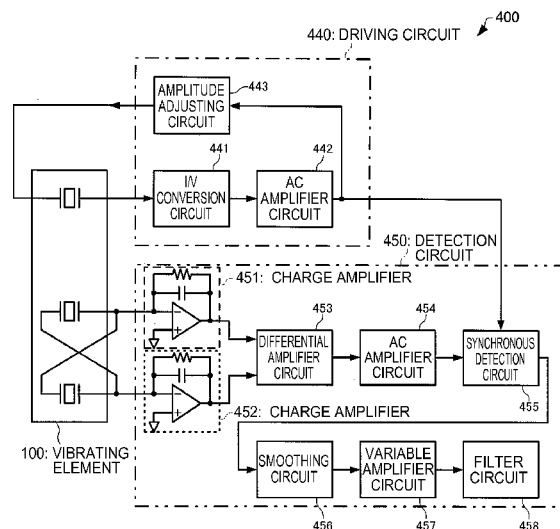 400
440: DRIVING CIRCUIT
AMPLITUDE
ADJUSTING
CIRCUIT
443
441
442
I/V
CONVERSION
CIRCUIT
AC
AMPLIFIER
CIRCUIT
450: DETECTION
CIRCUIT
451: CHARGE AMPLIFIER
453
454
DIFFERENTIAL
AMPLIFIER
CIRCUIT
AC
AMPLIFIER
CIRCUIT
SYNCHRONOUS
DETECTION
CIRCUIT
455
452: CHARGE AMPLIFIER
100: VIBRATING
ELEMENT
SMOOTHING
CIRCUIT
VARIABLE
AMPLIFIER
CIRCUIT
FILTER
CIRCUIT
456
457
458